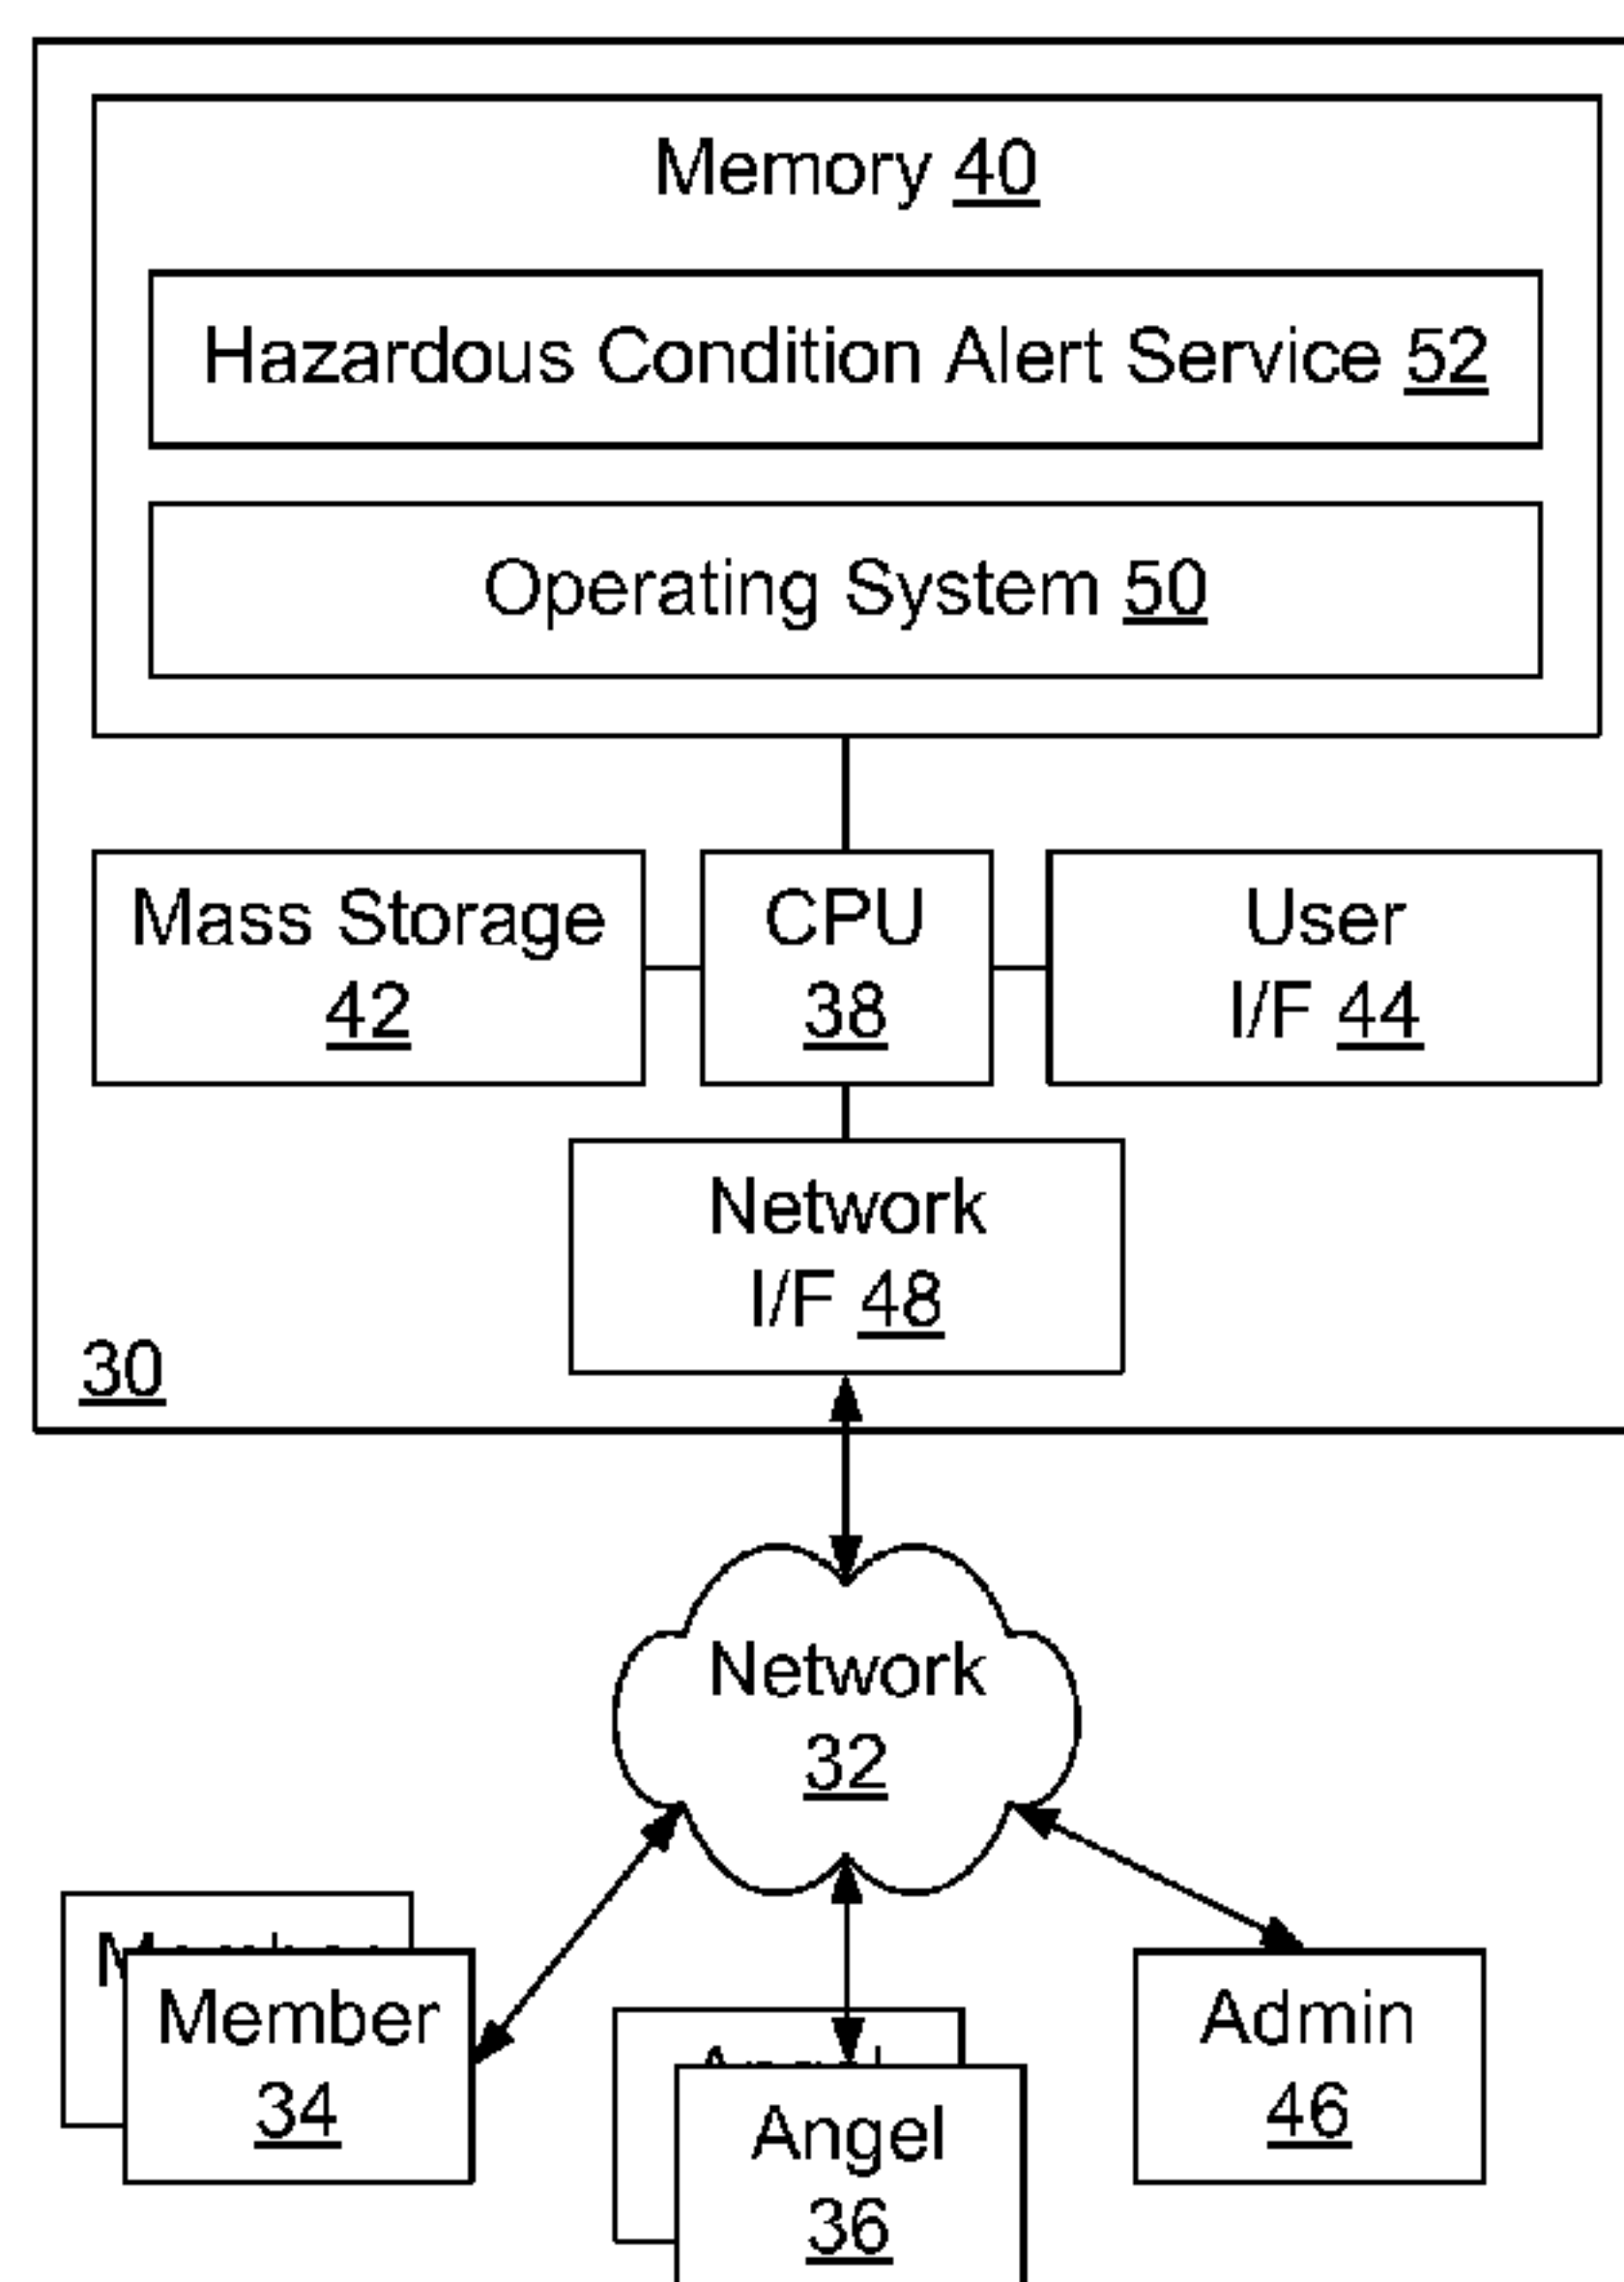 Memory 40
Hazardous Condition Alert Service 52
Operating System 50
Mass Storage
42
CPU
38
User
I/F 44
Network
I/F 48
30
Network
32
Member
34
Angel
36
Admin
46